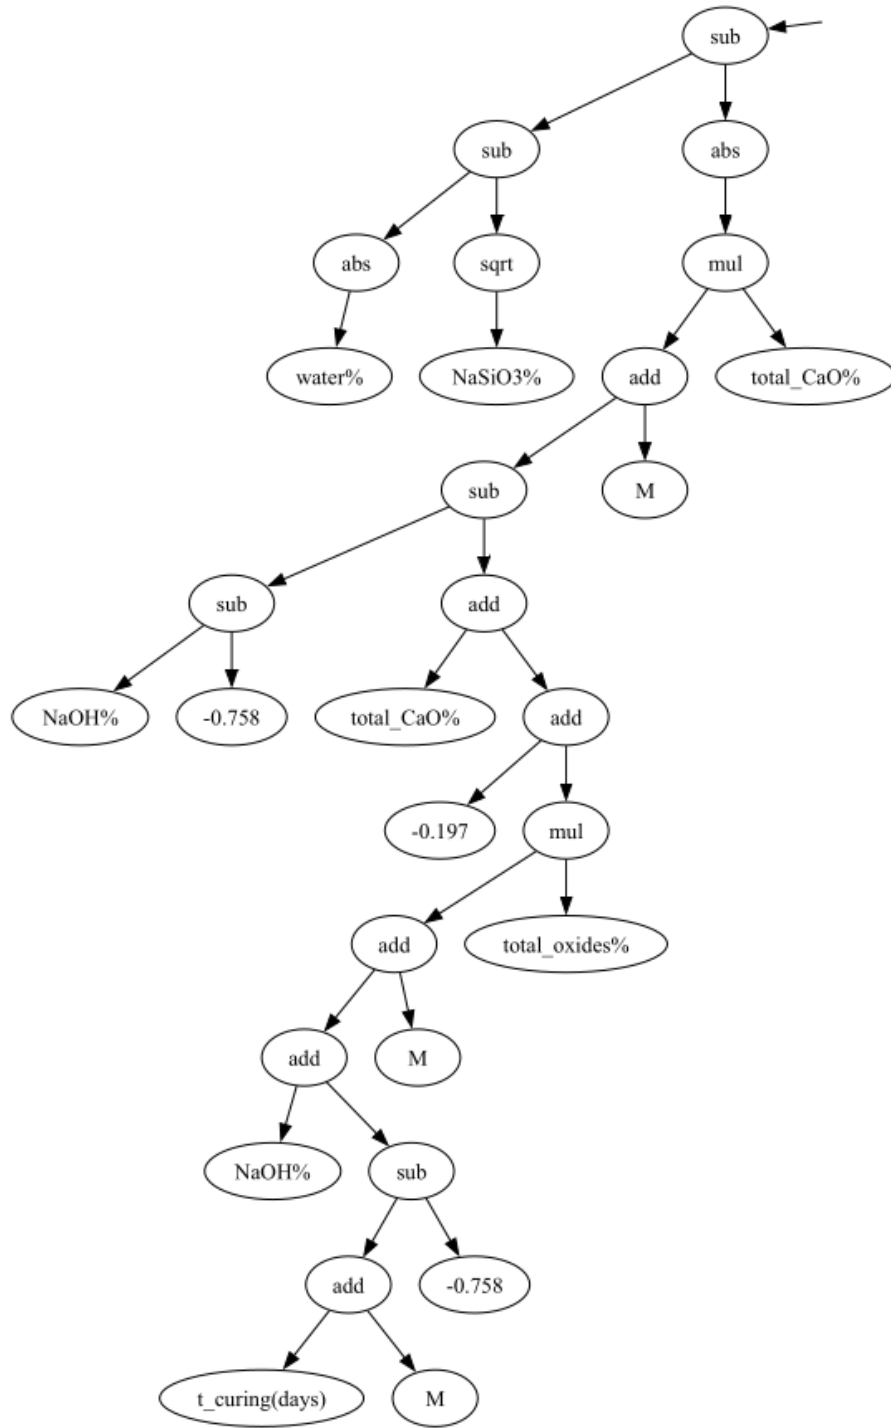 sub
sub
abs
abs
sqrt
mul
water%
NaSiO3%
add
total_CaO%
sub
M
sub
add
NaOH%
-0.758
total_CaO%
add
-0.197
mul
add
total_oxides%
add
M
NaOH%
sub
add
-0.758
t_curing(days)
M